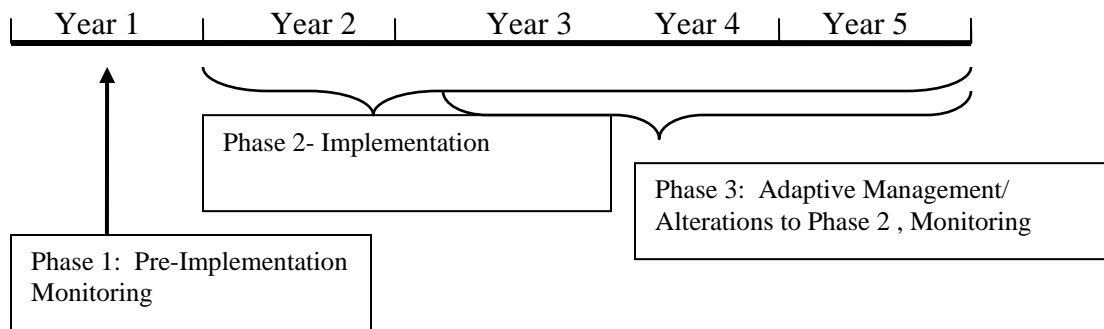 Year 1 Year 2 Year 3 Year 4 Year 5
Phase 2- Implementation
Phase 3:  Adaptive Management/
Alterations to Phase 2 , Monitoring
Phase 1:  Pre-Implementation
Monitoring